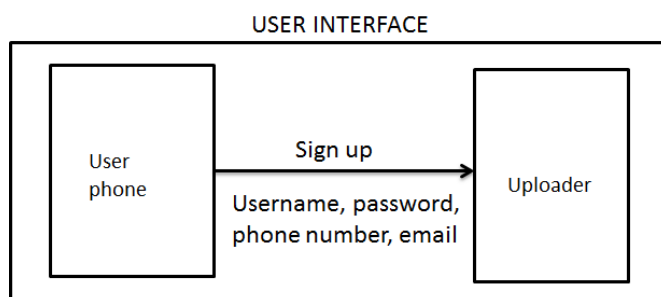 USER INTERFACE
User
phone
Sign up
Username, password,
phone number, email
Uploader